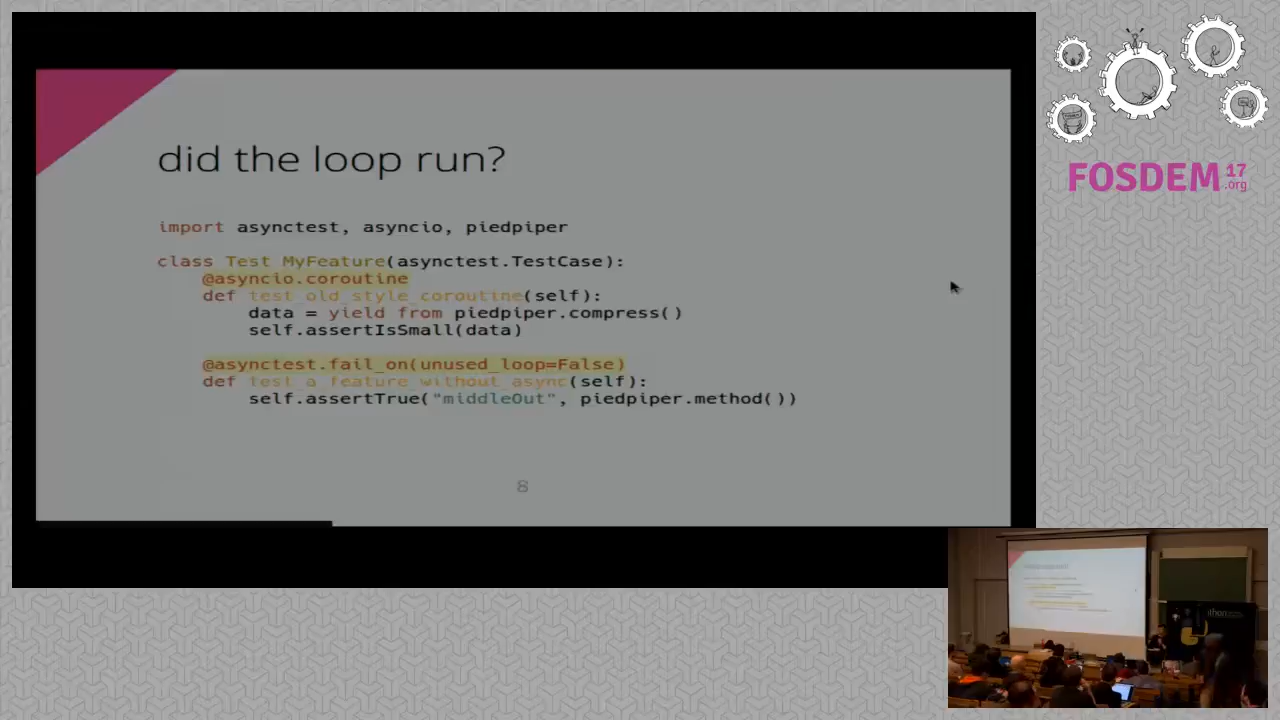 did the loop run?
import asynctest, asyncio, piedpiper
class Test_MyFeature(asynctest.TestCase):
@asyncio.coroutine
def test_old_style_coroutine(self):
data = yield from piedpiper.compress()
self.assertIsSmall(data)
@asynctest.fail_on(unused_loop=False)
def test_a_feature_without_async(self):
self.assertTrue("middleOut", piedpiper.method())
8
FOSDEM 17
.org